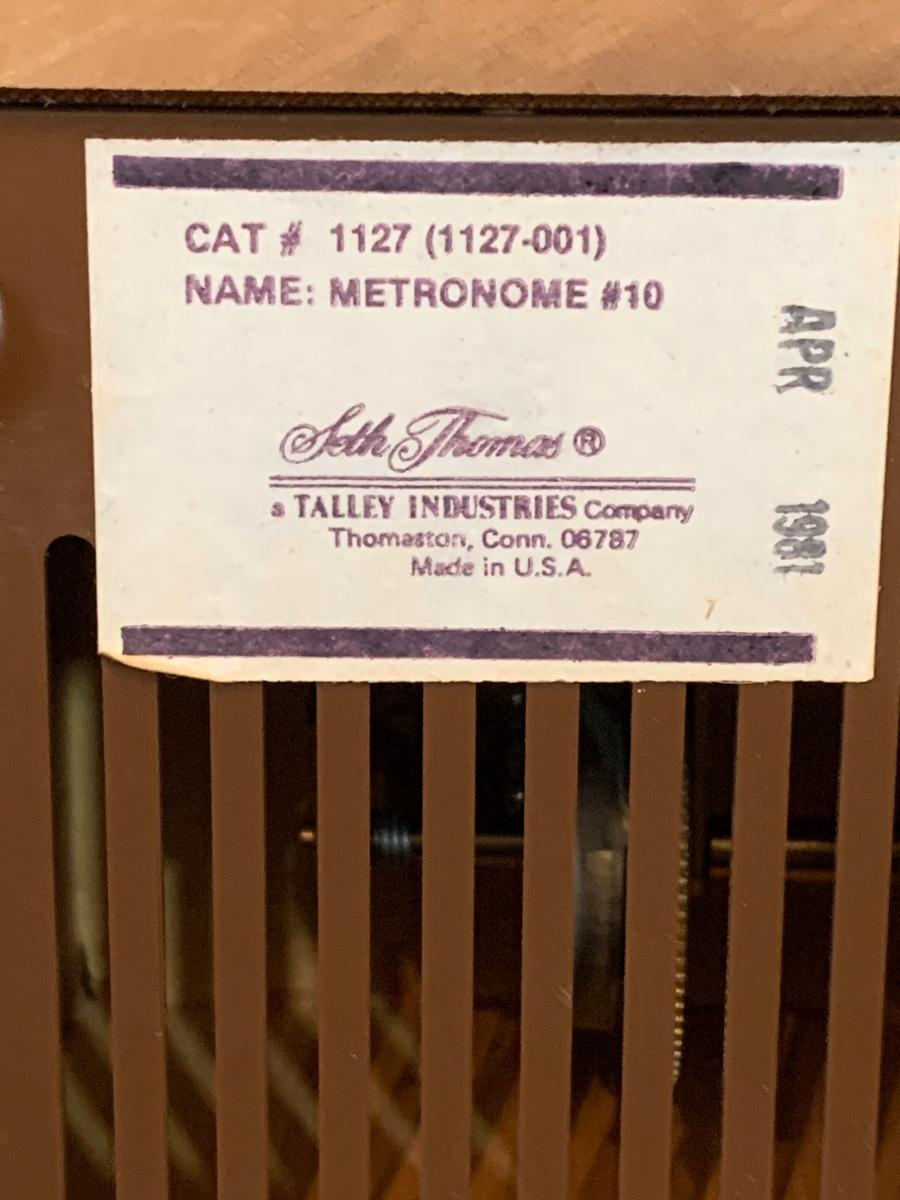 CAT # 1127 (1127-001)
NAME: METRONOME #10
Seth Thomas ®
a TALLEY INDUSTRIES Company
Thomaston, Conn. 06787
Made in U.S.A.
APR 1981